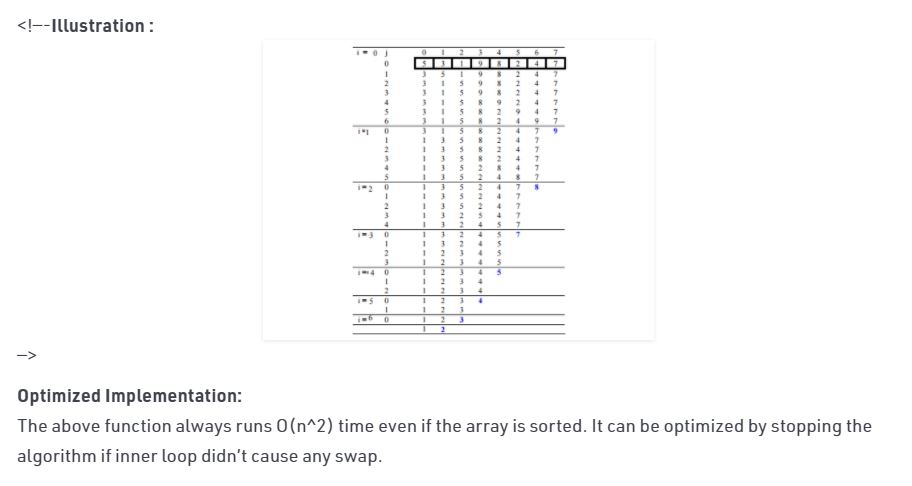 <!–-Illustration :
i = 0 j 0 1 2 3 4 5 6 7
0 5 3 1 9 8 2 4 7
1 3 5 1 9 8 2 4 7
2 3 1 5 9 8 2 4 7
3 3 1 5 9 8 2 4 7
4 3 1 5 8 9 2 4 7
5 3 1 5 8 2 9 4 7
6 3 1 5 8 2 4 9 7
i=1 0 3 1 5 8 2 4 7 9
1 1 3 5 8 2 4 7
2 1 3 5 8 2 4 7
3 1 3 5 8 2 4 7
4 1 3 5 2 8 4 7
5 1 3 5 2 4 8 7
i = 2 0 1 3 5 2 4 7 8
1 1 3 5 2 4 7
2 1 3 5 2 4 7
3 1 3 2 5 4 7
4 1 3 2 4 5 7
i = 3 0 1 3 2 4 5 7
1 1 3 2 4 5
2 1 2 3 4 5
3 1 2 3 4 5
i = 4 0 1 2 3 4 5
1 1 2 3 4
2 1 2 3 4
i = 5 0 1 2 3 4
1 1 2 3
i = 6 0 1 2 3
1 2
–>
Optimized Implementation:
The above function always runs O(n^2) time even if the array is sorted. It can be optimized by stopping the
algorithm if inner loop didn't cause any swap.